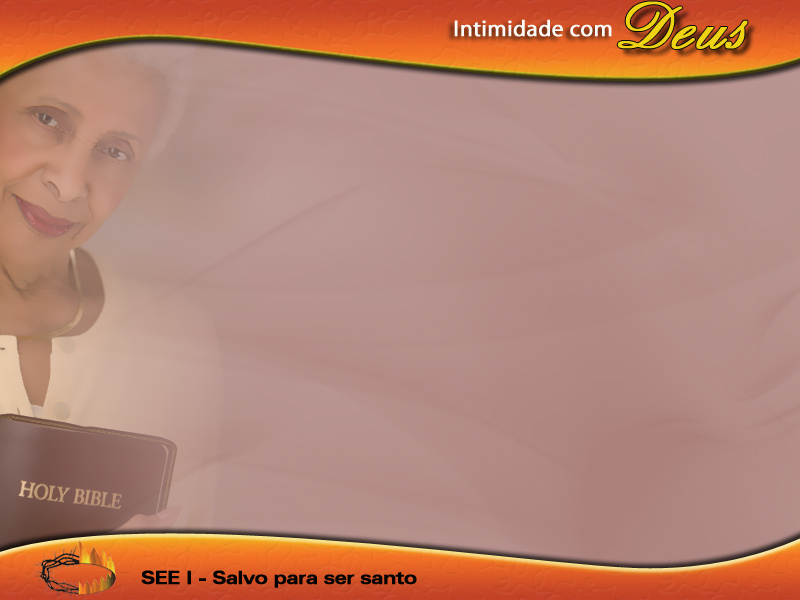 Intimidade com Deus
HOLY BIBLE
SEE I - Salvo para ser santo